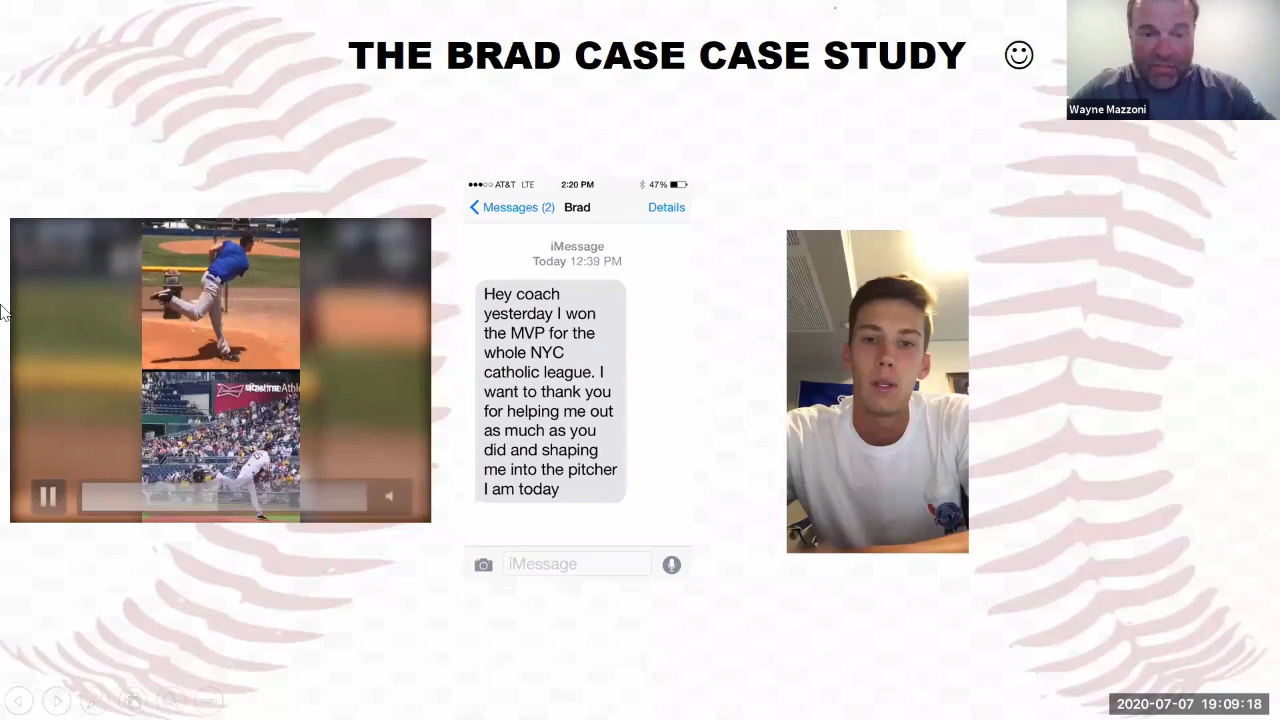 THE BRAD CASE CASE STUDY
Wayne Mazzoni
AT&T LTE 2:20 PM 47%
Messages (2) Brad Details
iMessage
Today 12:39 PM
Hey coach
yesterday I won
the MVP for the
whole NYC
catholic league. I
want to thank you
for helping me out
as much as you
did and shaping
me into the pitcher
I am today
iMessage
2020-07-07 19:09:18